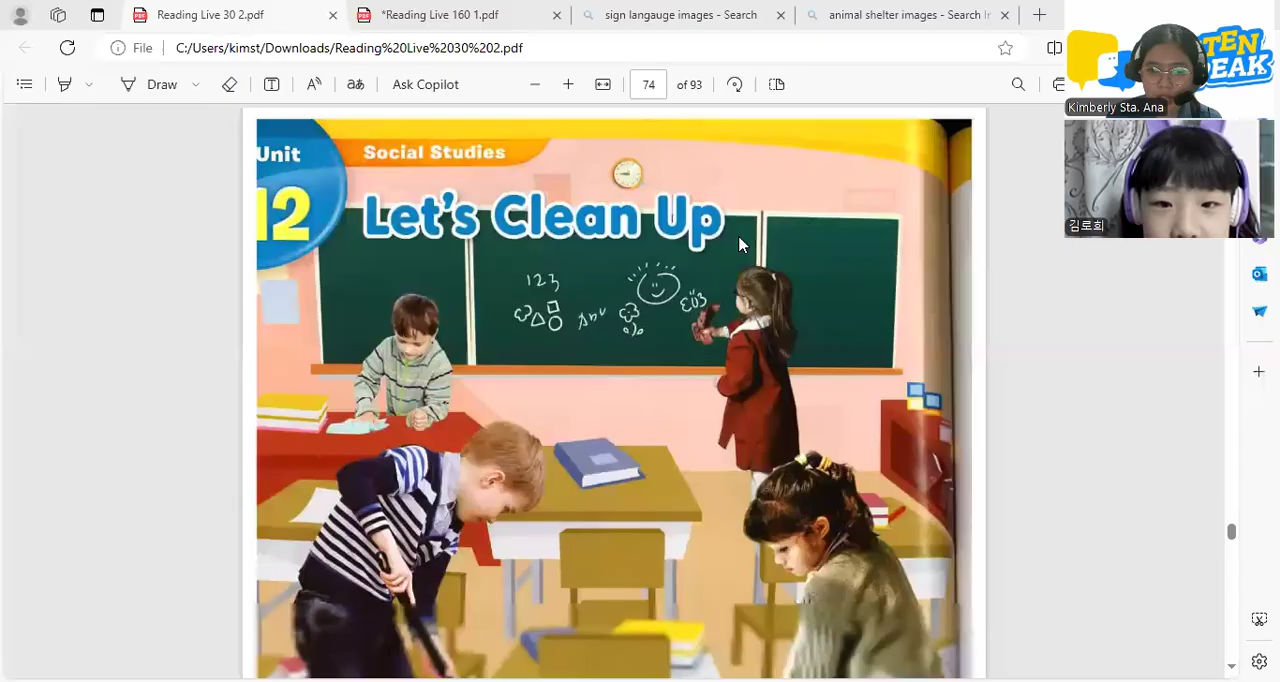 Reading Live 30 2.pdf
*Reading Live 160 1.pdf
sign langauge images - Search
animal shelter images - Search
File
C:/Users/kimst/Downloads/Reading%20Live%2030%202.pdf
Draw
Ask Copilot
74
of 93
TEN
PEAK
Kimberly Sta. Ana
김로희
Unit
12
Social Studies
Let's Clean Up
123